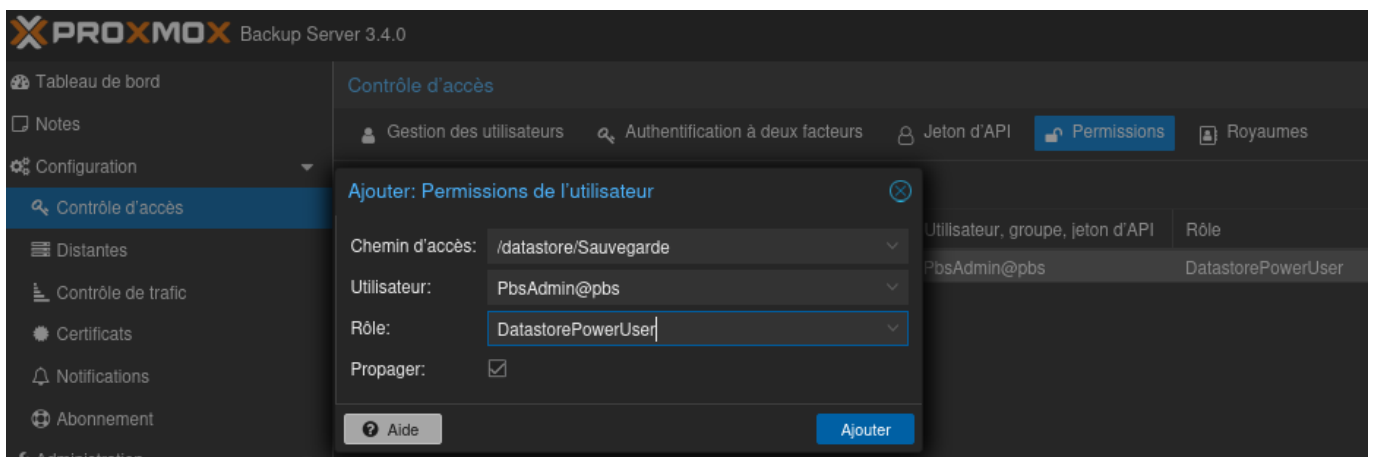 PROXMOX Backup Server 3.4.0
Tableau de bord
Contrôle d'accès
Notes
Gestion des utilisateurs Authentification à deux facteurs Jeton d'API Permissions Royaumes
Configuration
Ajouter: Permissions de l'utilisateur
Contrôle d'accès
Utilisateur, groupe, jeton d'API Rôle
Chemin d'accès: /datastore/Sauvegarde
Distantes
PbsAdmin@pbs DatastorePowerUser
Utilisateur: PbsAdmin@pbs
Contrôle de trafic
Rôle: DatastorePowerUser
Certificats
Propager:
Notifications
Abonnement
Aide Ajouter
Administration